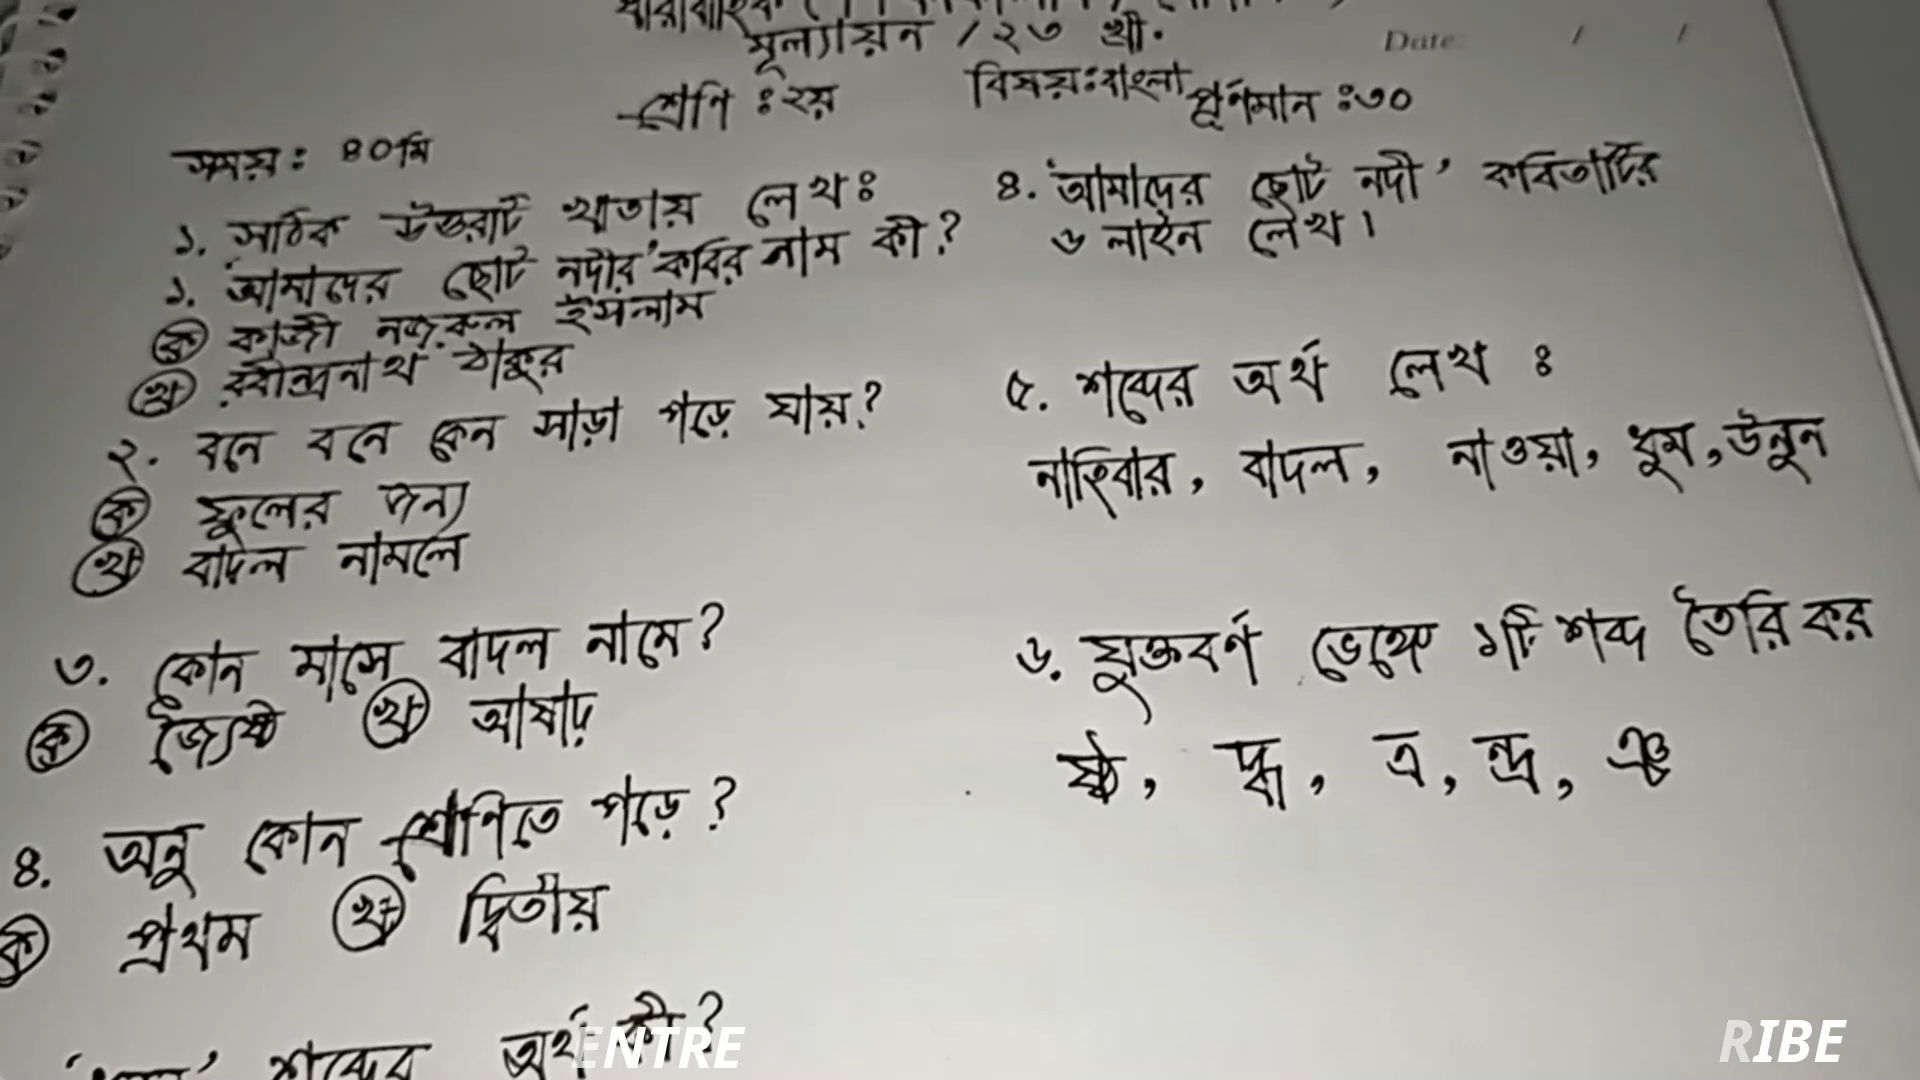 মূল্যায়ন /২৩ খ্রী.
Date: / /
শ্রেণি : ২য়
বিষয়ঃ বাংলা
পূর্ণমান : ৩০
সময়: ৪০মি
১. সঠিক উত্তরটি খাতায় লেখঃ
১. 'আমাদের ছোট নদীর' কবির নাম কী?
ক কাজী নজরুল ইসলাম
খ রবীন্দ্রনাথ ঠাকুর
২. বনে বনে কেন সাড়া পড়ে যায়?
ক ফুলের জন্য
খ বাদল নামলে
৩. কোন মাসে বাদল নামে?
ক জ্যৈষ্ঠ খ আষাঢ়
৪. অনু কোন শ্রেণিতে পড়ে?
ক প্রথম খ দ্বিতীয়
শব্দের অর্থ কী?
৪. 'আমাদের ছোট নদী' কবিতাটির
৬ লাইন লেখ।
৫. শব্দের অর্থ লেখ ঃ
নাহিবার, বাদল, নাওয়া, ধুম, উনুন
৬. যুক্তবর্ণ ভেঙ্গে ১টি শব্দ তৈরি কর
ষ্ঠ, দ্ধ, ত্র, ন্দ্র, ঞ্চ
ENTRE
RIBE